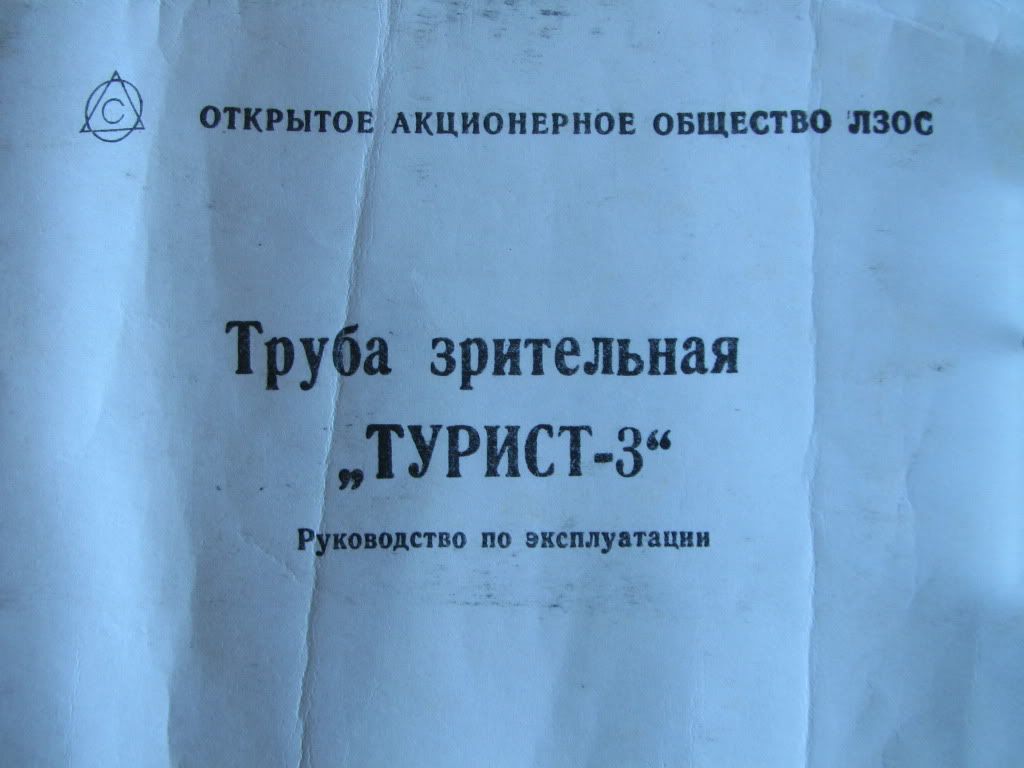 С ОТКРЫТОЕ АКЦИОНЕРНОЕ ОБЩЕСТВО ЛЗОС
Труба зрительная
„ТУРИСТ-3“
Руководство по эксплуатации